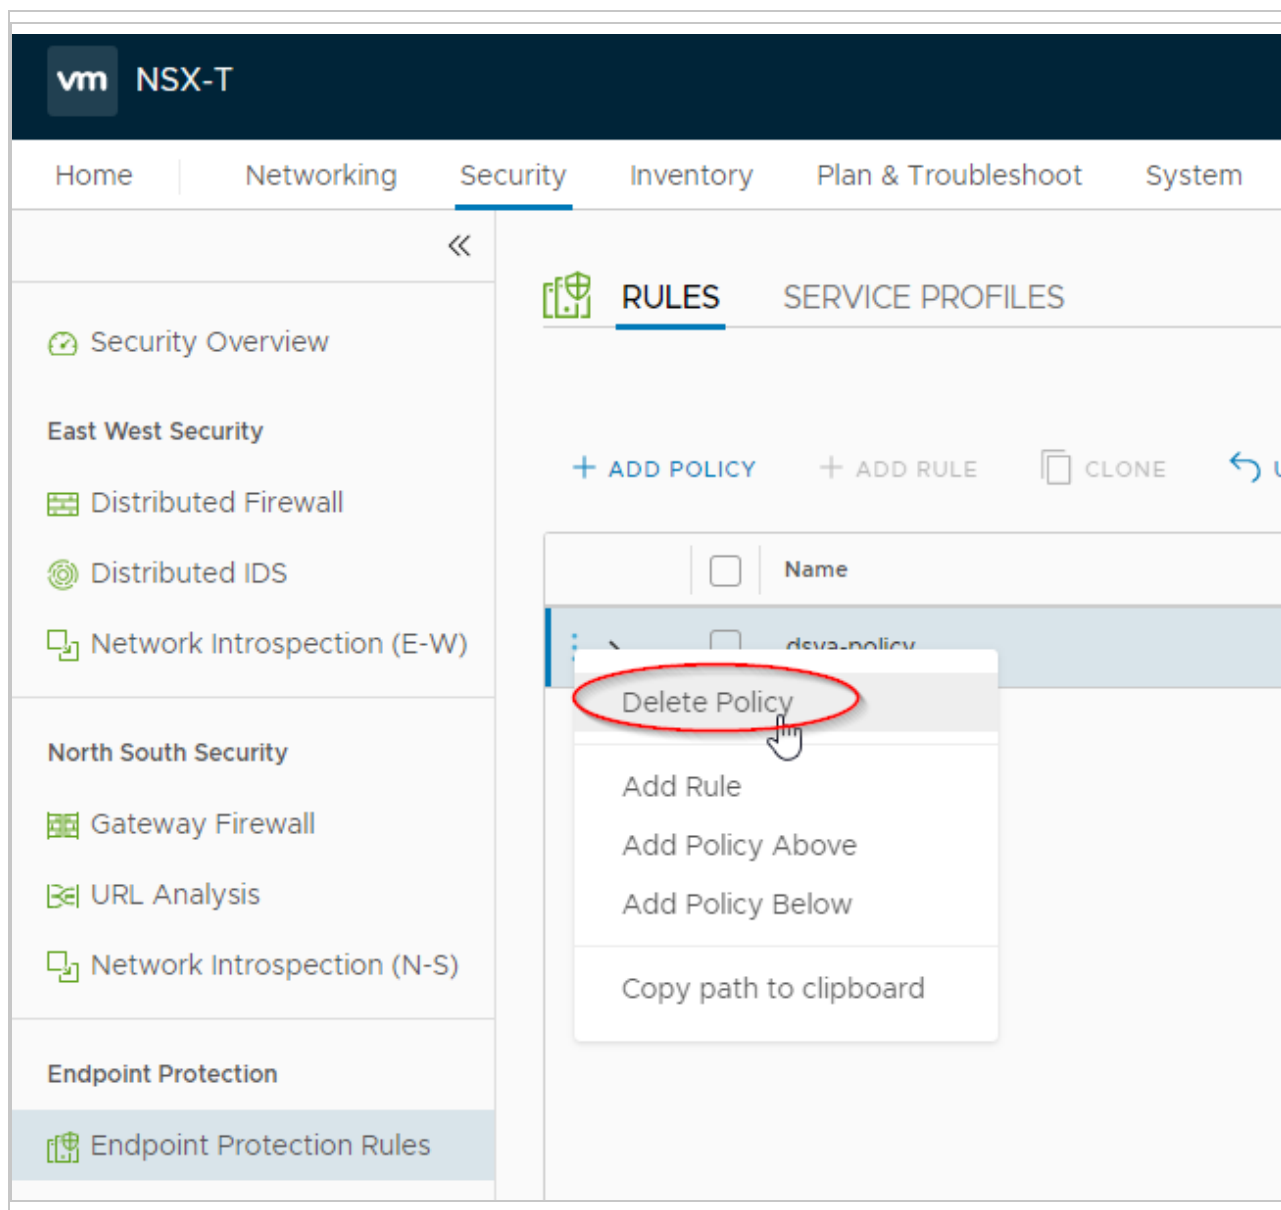 vm NSX-T
Home Networking Security Inventory Plan & Troubleshoot System
RULES SERVICE PROFILES
Security Overview
East West Security
+ ADD POLICY + ADD RULE CLONE
Distributed Firewall
Distributed IDS
Name
Network Introspection (E-W)
dsva-policy
Delete Policy
North South Security
Add Rule
Gateway Firewall
Add Policy Above
URL Analysis
Add Policy Below
Network Introspection (N-S)
Copy path to clipboard
Endpoint Protection
Endpoint Protection Rules